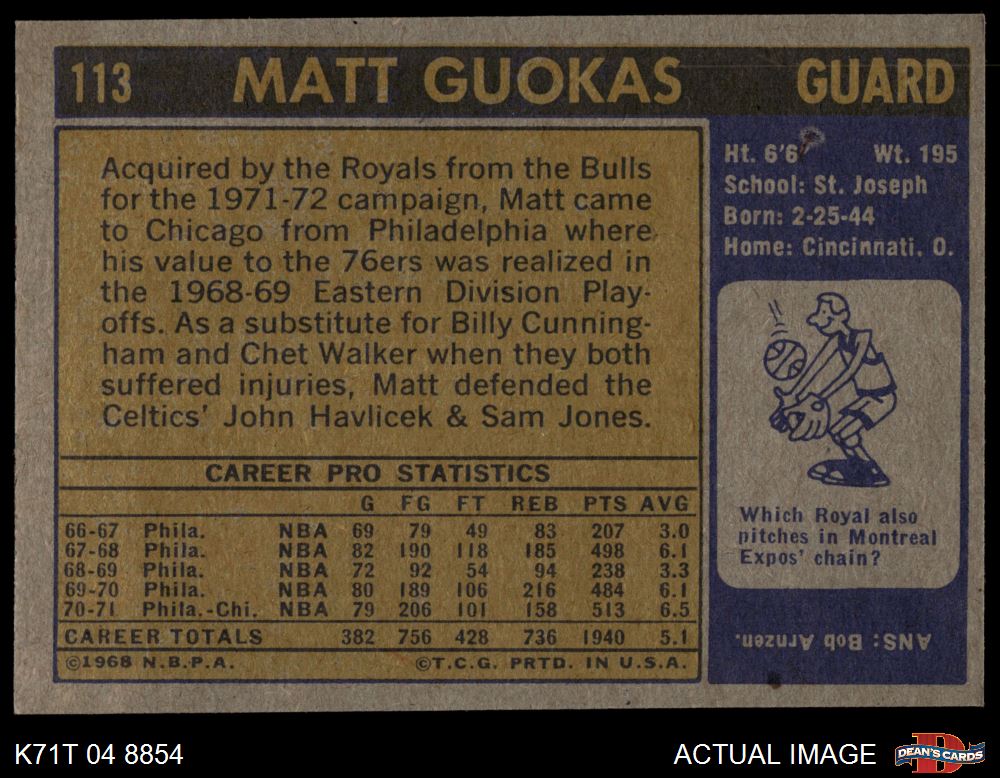 113 MATT GUOKAS GUARD
Acquired by the Royals from the Bulls
for the 1971-72 campaign, Matt came
to Chicago from Philadelphia where
his value to the 76ers was realized in
the 1968-69 Eastern Division Play-
offs. As a substitute for Billy Cunning-
ham and Chet Walker when they both
suffered injuries, Matt defended the
Celtics' John Havlicek & Sam Jones.
CAREER PRO STATISTICS
G FG FT REB PTS AVG
66-67 Phila. NBA 69 79 49 83 207 3.0
67-68 Phila. NBA 82 190 118 185 498 6.1
68-69 Phila. NBA 72 92 54 94 238 3.3
69-70 Phila. NBA 80 189 106 216 484 6.1
70-71 Phila.-Chi. NBA 79 206 101 158 513 6.5
CAREER TOTALS 382 756 428 736 1940 5.1
©1968 N.B.P.A. ©T.C.G. PRTD. IN U.S.A.
Ht. 6'6 Wt. 195
School: St. Joseph
Born: 2-25-44
Home: Cincinnati, O.
Which Royal also
pitches in Montreal
Expos' chain?
ANS: Bob Arnzen.
K71T 04 8854 ACTUAL IMAGE DEAN'S CARDS